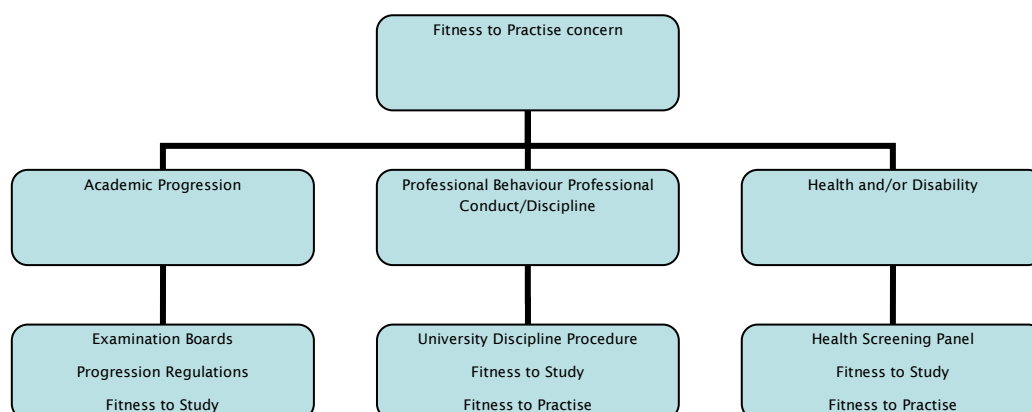 Fitness to Practise concern
Academic Progression
Professional Behaviour Professional
Conduct/Discipline
Health and/or Disability
Examination Boards
Progression Regulations
Fitness to Study
University Discipline Procedure
Fitness to Study
Fitness to Practise
Health Screening Panel
Fitness to Study
Fitness to Practise